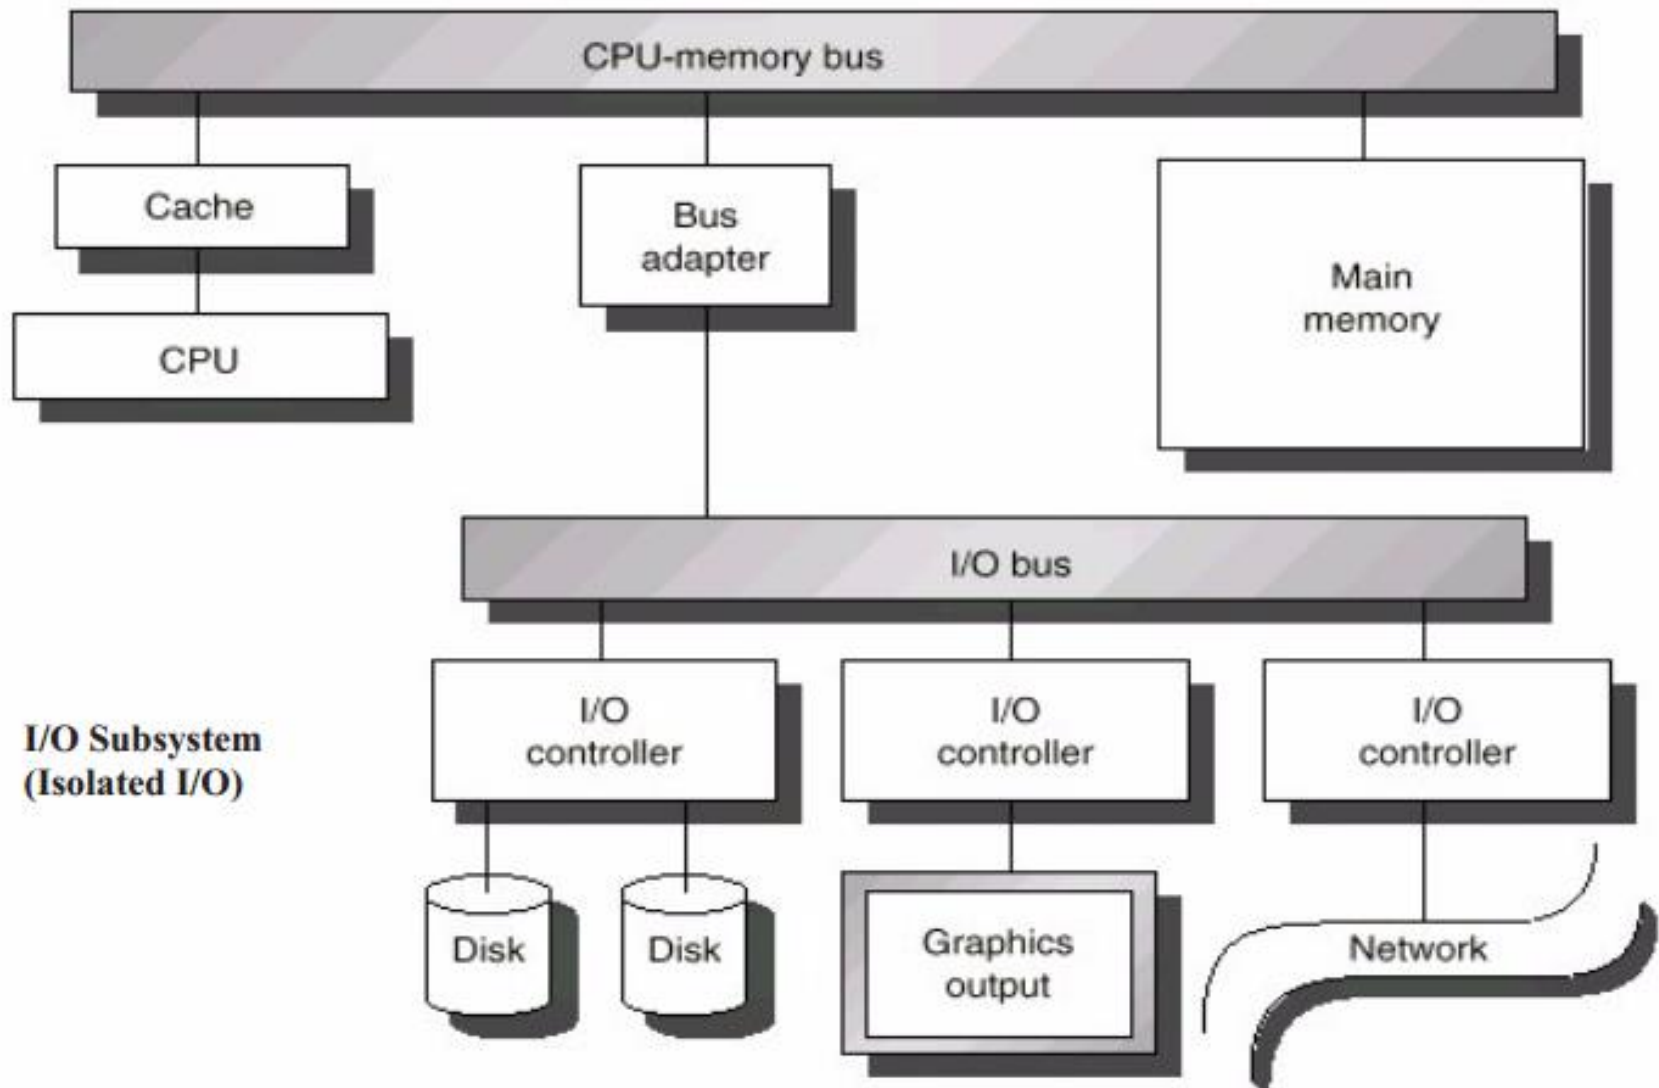 CPU-memory bus
Cache
Bus
adapter
Main
memory
CPU
I/O bus
I/O
controller
I/O
controller
I/O
controller
I/O Subsystem
(Isolated I/O)
Disk
Disk
Graphics
output
Network